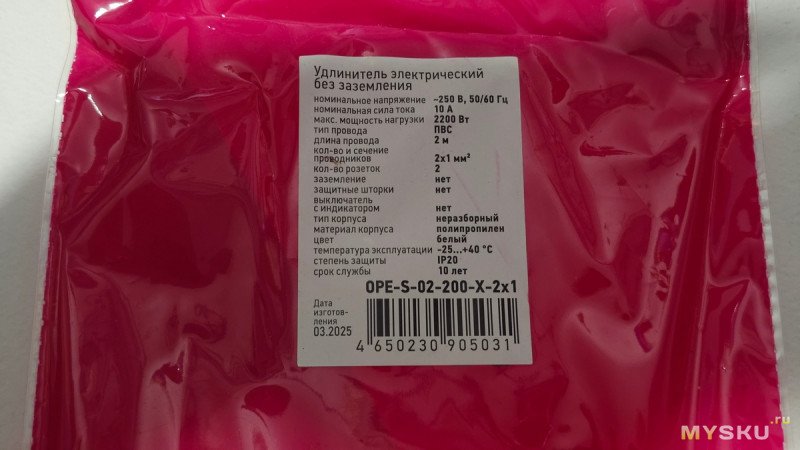 Удлинитель электрический
без заземления
номинальное напряжение ~250 В, 50/60 Гц
номинальная сила тока 10 А
макс. мощность нагрузки 2200 Вт
тип провода ПВС
длина провода 2 м
кол-во и сечение
проводников 2x1 мм²
кол-во розеток 2
заземление нет
защитные шторки нет
выключатель
с индикатором нет
тип корпуса неразборный
материал корпуса полипропилен
цвет белый
температура эксплуатации -25...+40 °C
степень защиты IP20
срок службы 10 лет
OPE-S-02-200-X-2x1
Дата
изготов-
ления
03.2025
4 650230 905031
MYSKU.ru